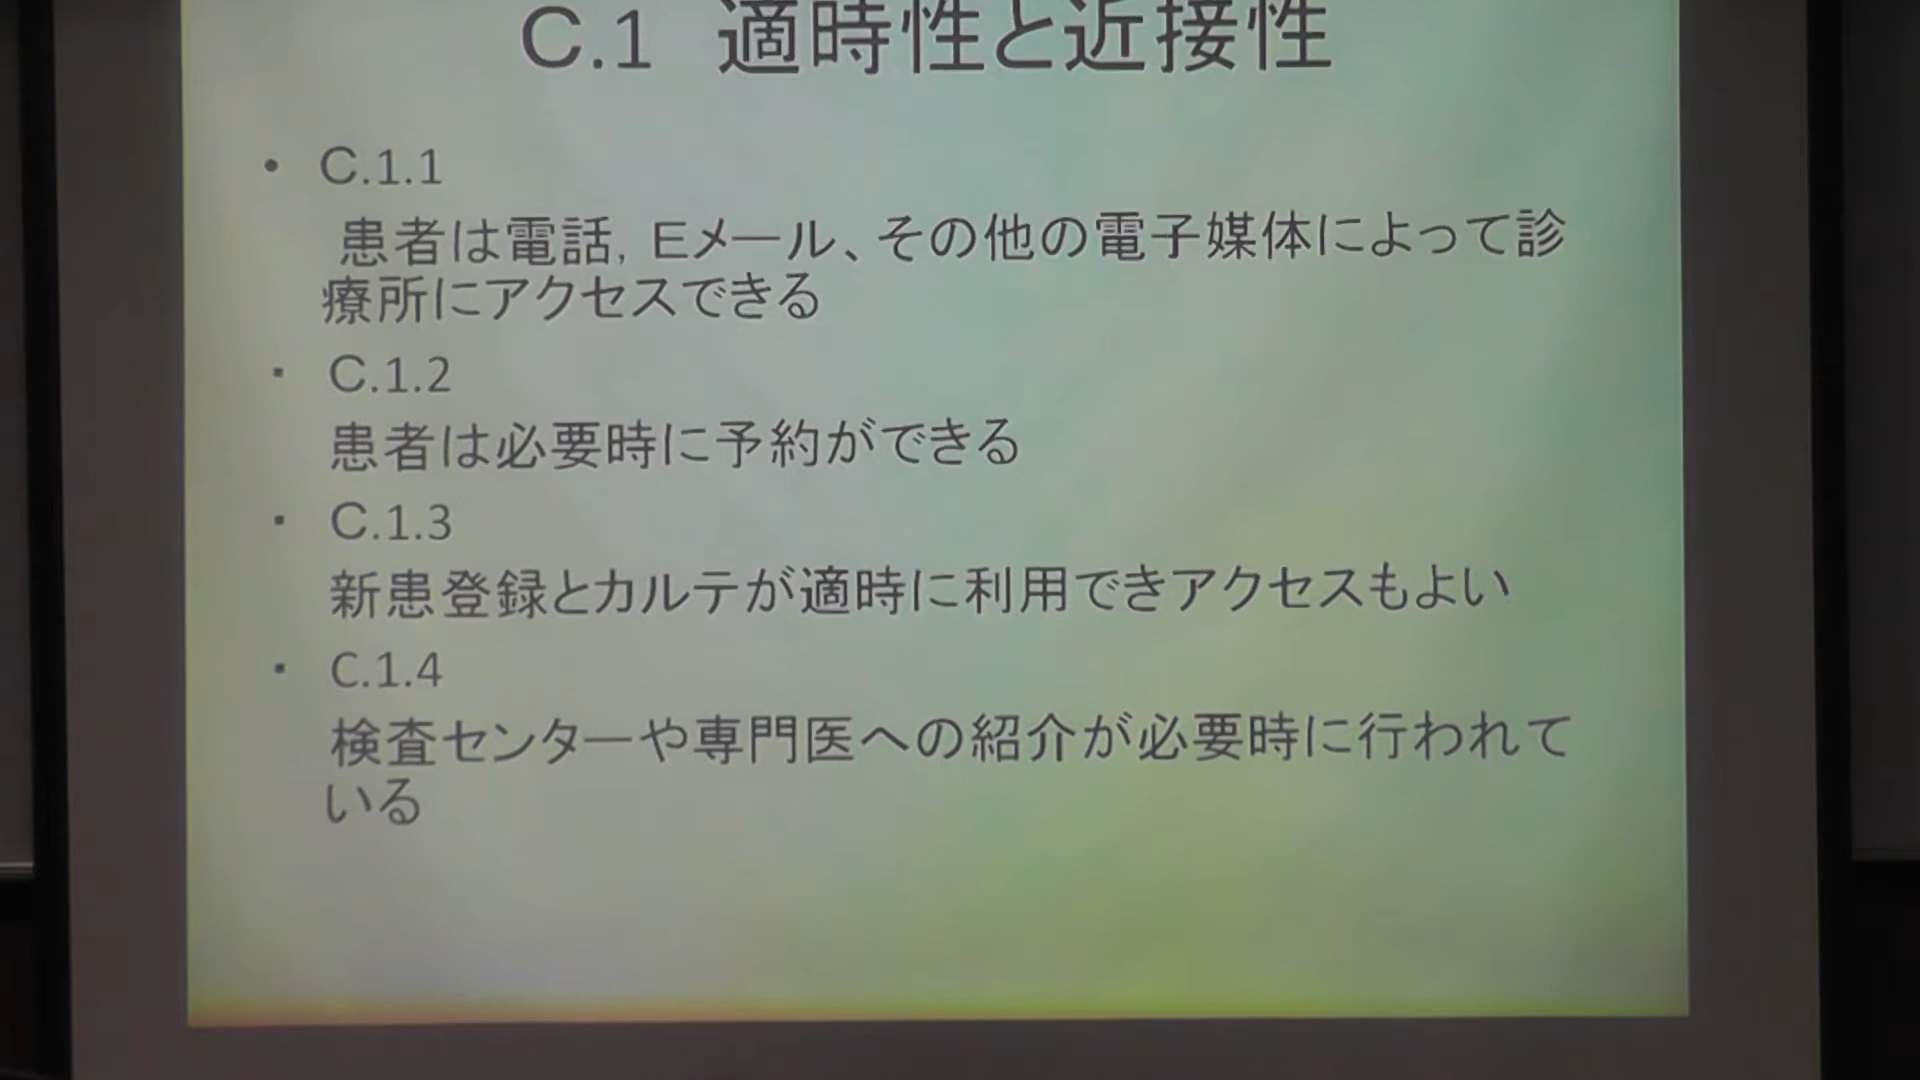 C.1　適時性と近接性
• C.1.1
患者は電話, Eメール、その他の電子媒体によって診
療所にアクセスできる
・ C.1.2
患者は必要時に予約ができる
・ C.1.3
新患登録とカルテが適時に利用できアクセスもよい
・ C.1.4
検査センターや専門医への紹介が必要時に行われて
いる